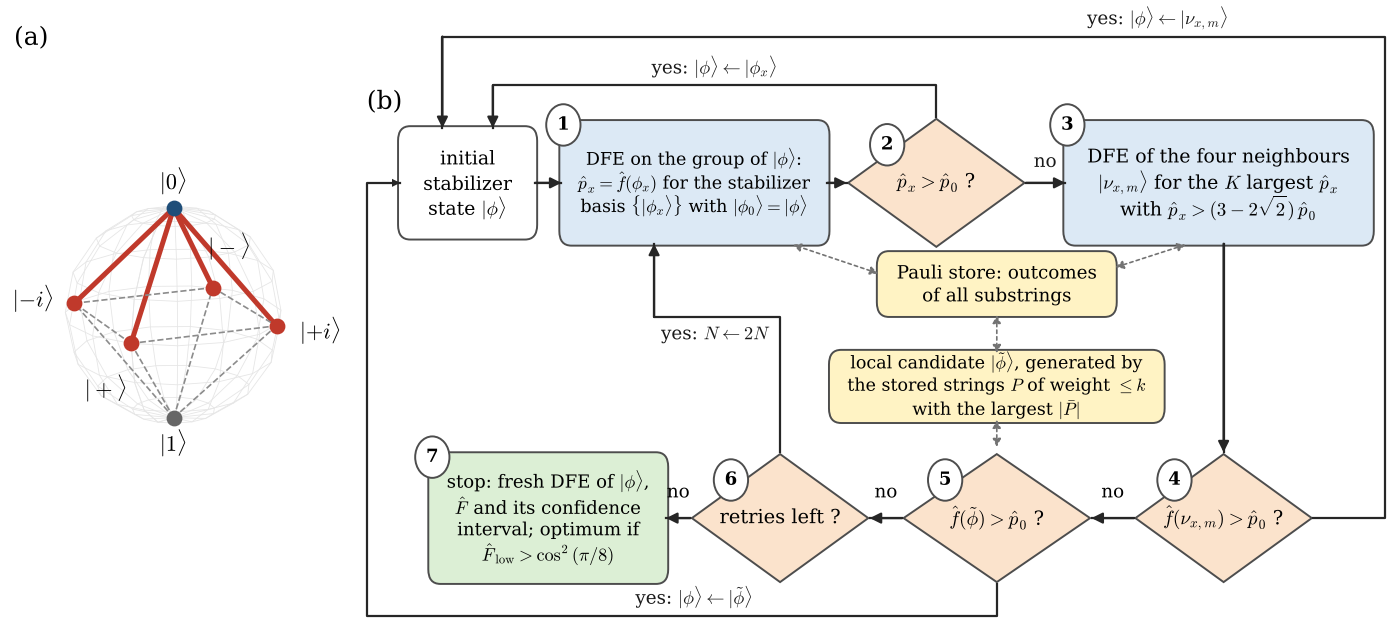 (a)
|0⟩
|−⟩
|−i⟩
|+i⟩
|+⟩
|1⟩
(b)
yes: |ϕ⟩ ← |ν_{x, m}⟩
yes: |ϕ⟩ ← |ϕ_x⟩
initial
stabilizer
state |ϕ⟩
1
DFE on the group of |ϕ⟩:
p̂_x = f̂(ϕ_x) for the stabilizer
basis {|ϕ_x⟩} with |ϕ_0⟩ = |ϕ⟩
2
p̂_x > p̂_0 ?
no
3
DFE of the four neighbours
|ν_{x, m}⟩ for the K largest p̂_x
with p̂_x > (3 − 2√2) p̂_0
Pauli store: outcomes
of all substrings
yes: N ← 2N
local candidate |ϕ̃⟩, generated by
the stored strings P of weight ≤ k
with the largest |P̄|
7
stop: fresh DFE of |ϕ⟩,
F̂ and its confidence
interval; optimum if
F̂_low > cos² (π/8)
no
6
retries left ?
no
5
f̂(ϕ̃) > p̂_0 ?
no
4
f̂(ν_{x, m}) > p̂_0 ?
yes: |ϕ⟩ ← |ϕ̃⟩